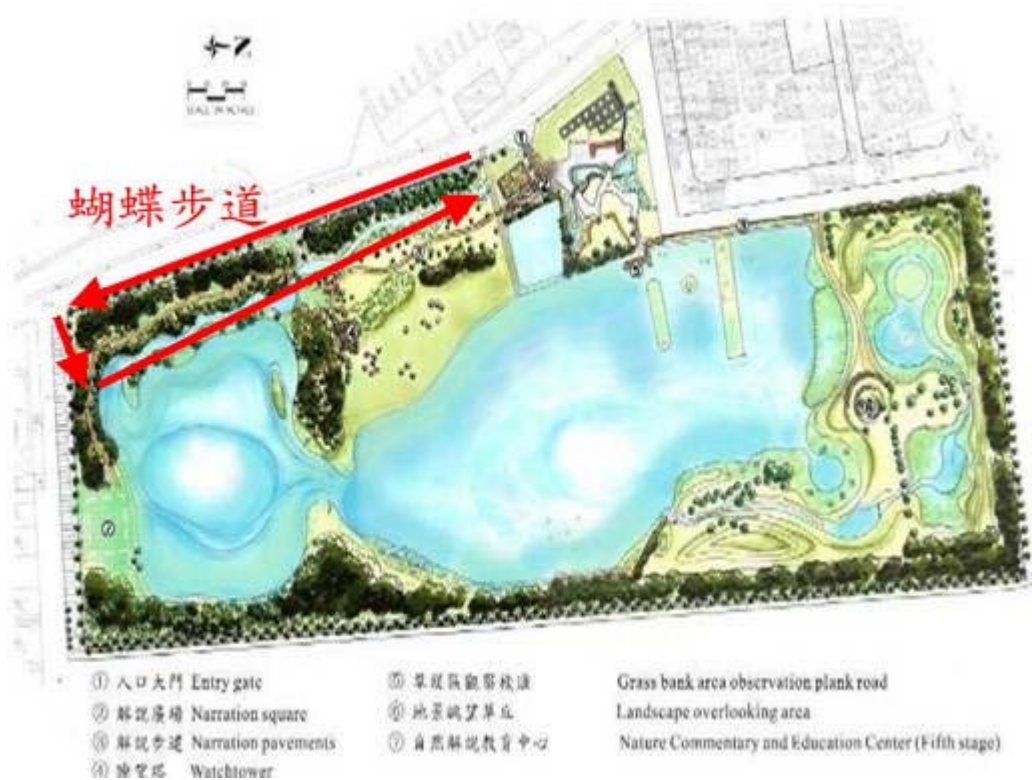 N
蝴蝶步道
① 入口大門 Entry gate
② 解說廣場 Narration square
③ 解說步道 Narration pavements
④ 瞭望塔 Watchtower
⑤ 草堤區觀察棧道 Grass bank area observation plank road
⑥ 地景眺望草丘 Landscape overlooking area
⑦ 自然解說教育中心 Nature Commentary and Education Center (Fifth stage)